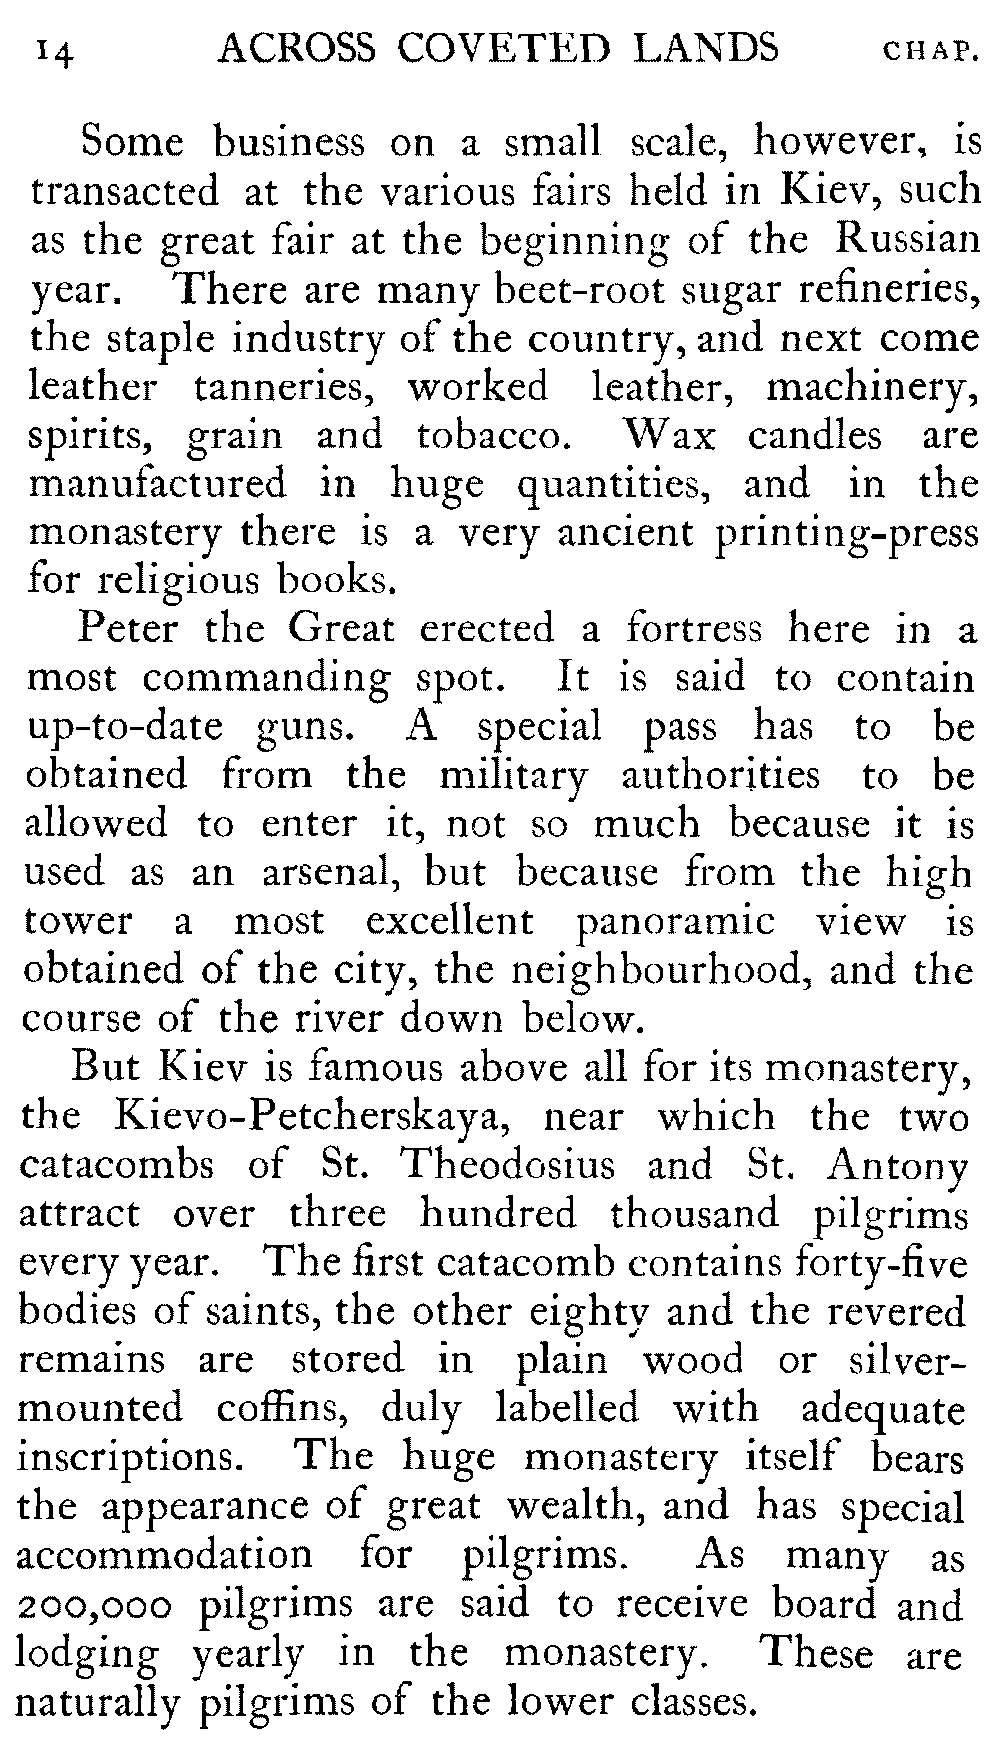 14 ACROSS COVETED LANDS CHAP.
Some business on a small scale, however, is
transacted at the various fairs held in Kiev, such
as the great fair at the beginning of the Russian
year. There are many beet-root sugar refineries,
the staple industry of the country, and next come
leather tanneries, worked leather, machinery,
spirits, grain and tobacco. Wax candles are
manufactured in huge quantities, and in the
monastery there is a very ancient printing-press
for religious books.
Peter the Great erected a fortress here in a
most commanding spot. It is said to contain
up-to-date guns. A special pass has to be
obtained from the military authorities to be
allowed to enter it, not so much because it is
used as an arsenal, but because from the high
tower a most excellent panoramic view is
obtained of the city, the neighbourhood, and the
course of the river down below.
But Kiev is famous above all for its monastery,
the Kievo-Petcherskaya, near which the two
catacombs of St. Theodosius and St. Antony
attract over three hundred thousand pilgrims
every year. The first catacomb contains forty-five
bodies of saints, the other eighty and the revered
remains are stored in plain wood or silver-
mounted coffins, duly labelled with adequate
inscriptions. The huge monastery itself bears
the appearance of great wealth, and has special
accommodation for pilgrims. As many as
200,000 pilgrims are said to receive board and
lodging yearly in the monastery. These are
naturally pilgrims of the lower classes.